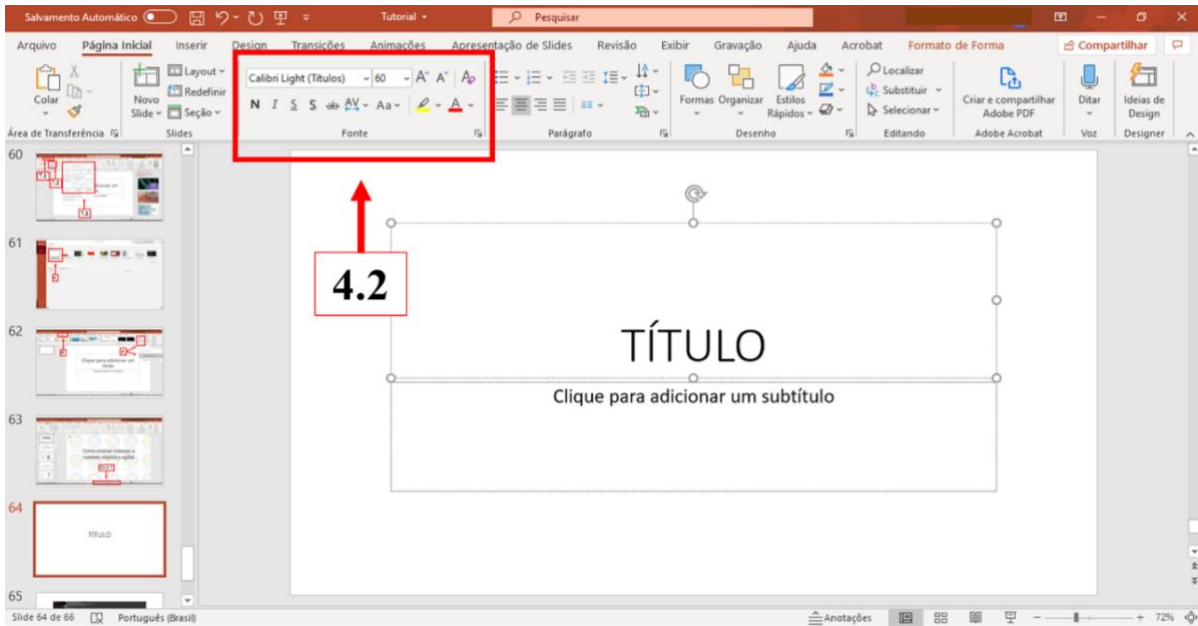 Salvamento Automático
Tutorial
Pesquisar
Arquivo Página Inicial Inserir Design Transições Animações Apresentação de Slides Revisão Exibir Gravação Ajuda Acrobat Formato de Forma Compartilhar
Colar
Área de Transferência
Novo Slide
Layout
Redefinir
Seção
Slides
Calibri Light (Títulos) 60 A A A
N I S S ab AV Aa A
Fonte
Parágrafo
Formas Organizar Estilos Rápidos
Desenho
Localizar
Substituir
Selecionar
Editando
Criar e compartilhar
Adobe PDF
Adobe Acrobat
Ditar
Voz
Ideias de
Design
Designer
60
61
62
63
64
TÍTULO
65
4.2
TÍTULO
Clique para adicionar um subtítulo
Slide 64 de 66 Português (Brasil) Anotações 72%